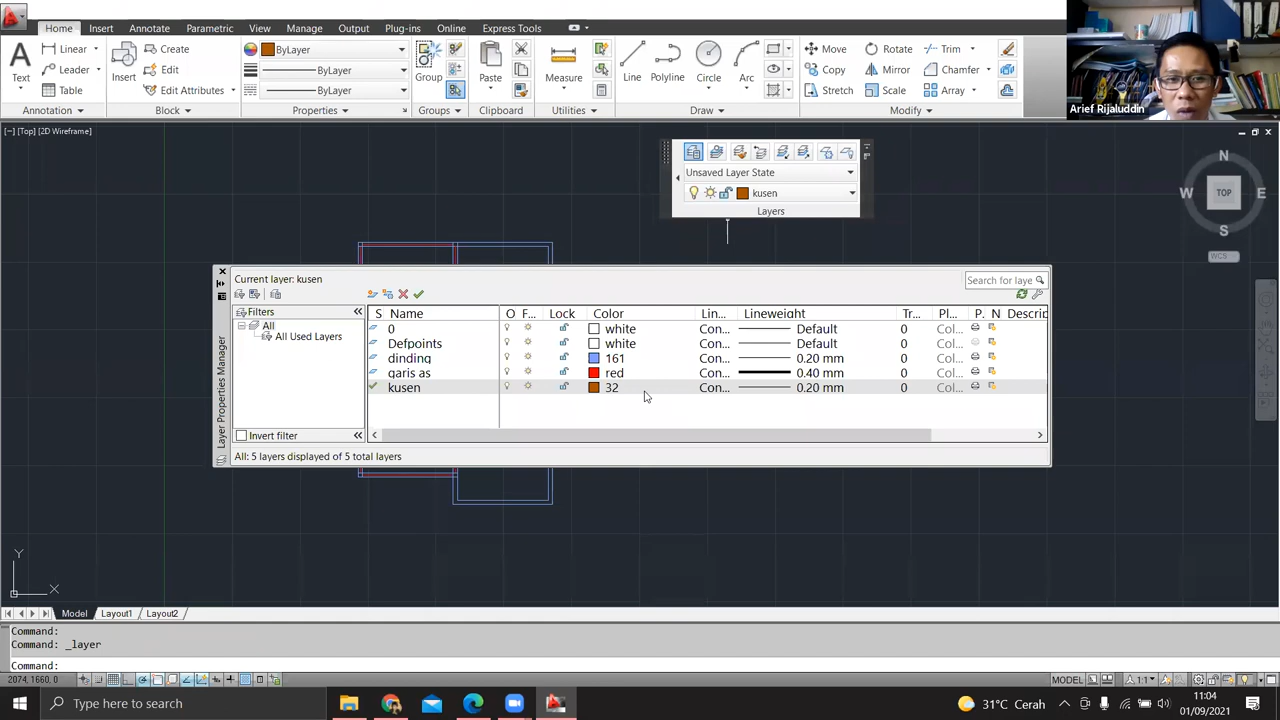 Home Insert Annotate Parametric View Manage Output Plug-ins Online Express Tools
Text
Linear
Leader
Table
Annotation
Insert
Create
Edit
Edit Attributes
Block
ByLayer
ByLayer
ByLayer
Properties
Group
Groups
Paste
Clipboard
Measure
Utilities
Line
Polyline
Circle
Arc
Draw
Move
Copy
Stretch
Rotate
Mirror
Scale
Trim
Chamfer
Array
Modify
Arief Rijaluddin
[−] [Top] [2D Wireframe]
Unsaved Layer State
kusen
Layers
N
W TOP E
S
WCS
Current layer: kusen
Search for laye
Filters
All
All Used Layers
Invert filter
Layer Properties Manager
S Name O F... Lock Color Lin... Lineweight Tr... Pl... P. N Descri
0 white Con... Default 0 Col...
Defpoints white Con... Default 0 Col...
dinding 161 Con... 0.20 mm 0 Col...
garis as red Con... 0.40 mm 0 Col...
kusen 32 Con... 0.20 mm 0 Col...
All: 5 layers displayed of 5 total layers
Y
X
Model Layout1 Layout2
Command:
Command: _layer
Command:
2074, 1660, 0
MODEL
1:1
Type here to search
31°C Cerah
11:04
01/09/2021